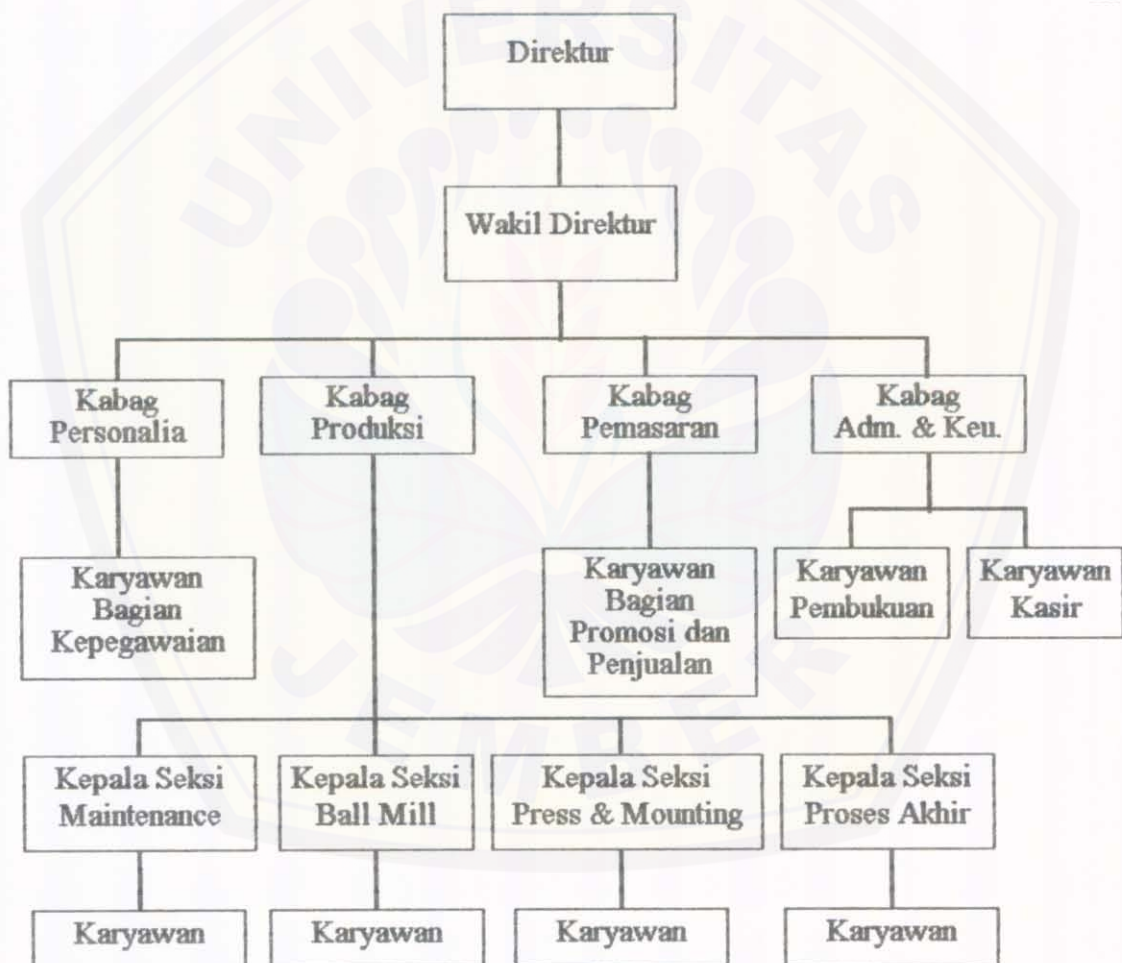 UNIVERSITAS
JEMBER
Direktur
Wakil Direktur
Kabag
Personalia
Kabag
Produksi
Kabag
Pemasaran
Kabag
Adm. & Keu.
Karyawan
Bagian
Kepegawaian
Karyawan
Bagian
Promosi dan
Penjualan
Karyawan
Pembukuan
Karyawan
Kasir
Kepala Seksi
Maintenance
Kepala Seksi
Ball Mill
Kepala Seksi
Press & Mounting
Kepala Seksi
Proses Akhir
Karyawan
Karyawan
Karyawan
Karyawan